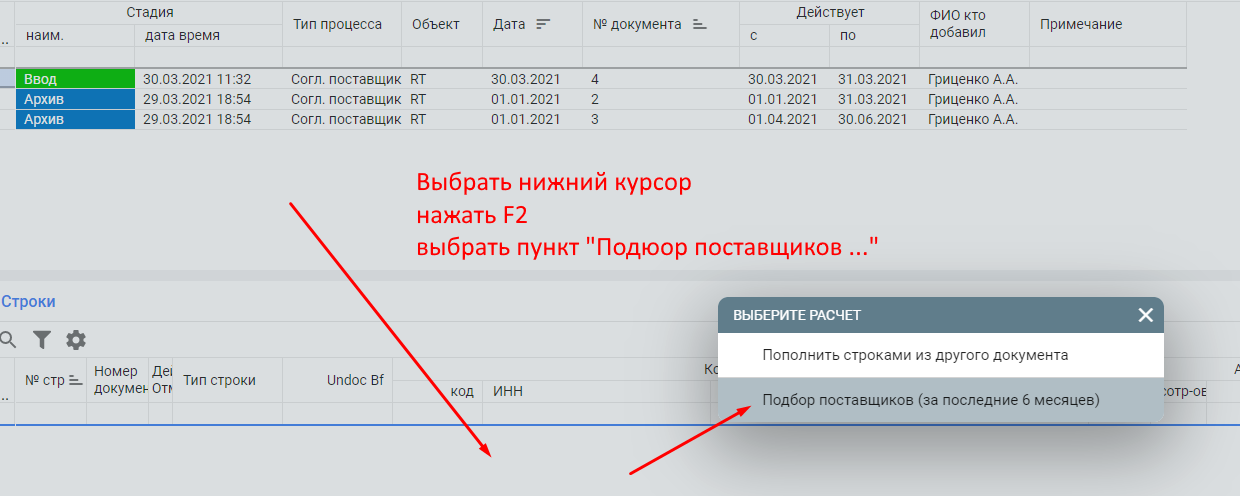 Стадия Тип процесса Объект Дата № документа Действует ФИО кто добавил Примечание
.. наим. дата время с по
Ввод 30.03.2021 11:32 Согл. поставщик RT 30.03.2021 4 30.03.2021 31.03.2021 Гриценко А.А.
Архив 29.03.2021 18:54 Согл. поставщик RT 01.01.2021 2 01.01.2021 31.03.2021 Гриценко А.А.
Архив 29.03.2021 18:54 Согл. поставщик RT 01.01.2021 3 01.04.2021 30.06.2021 Гриценко А.А.
Выбрать нижний курсор
нажать F2
выбрать пункт "Подюор поставщиков ..."
Строки
ВЫБЕРИТЕ РАСЧЕТ
Пополнить строками из другого документа
Подбор поставщиков (за последние 6 месяцев)
.. № стр Номер докумен Дей Отм Тип строки Undoc Bf код ИНН Ко сотр-ов А